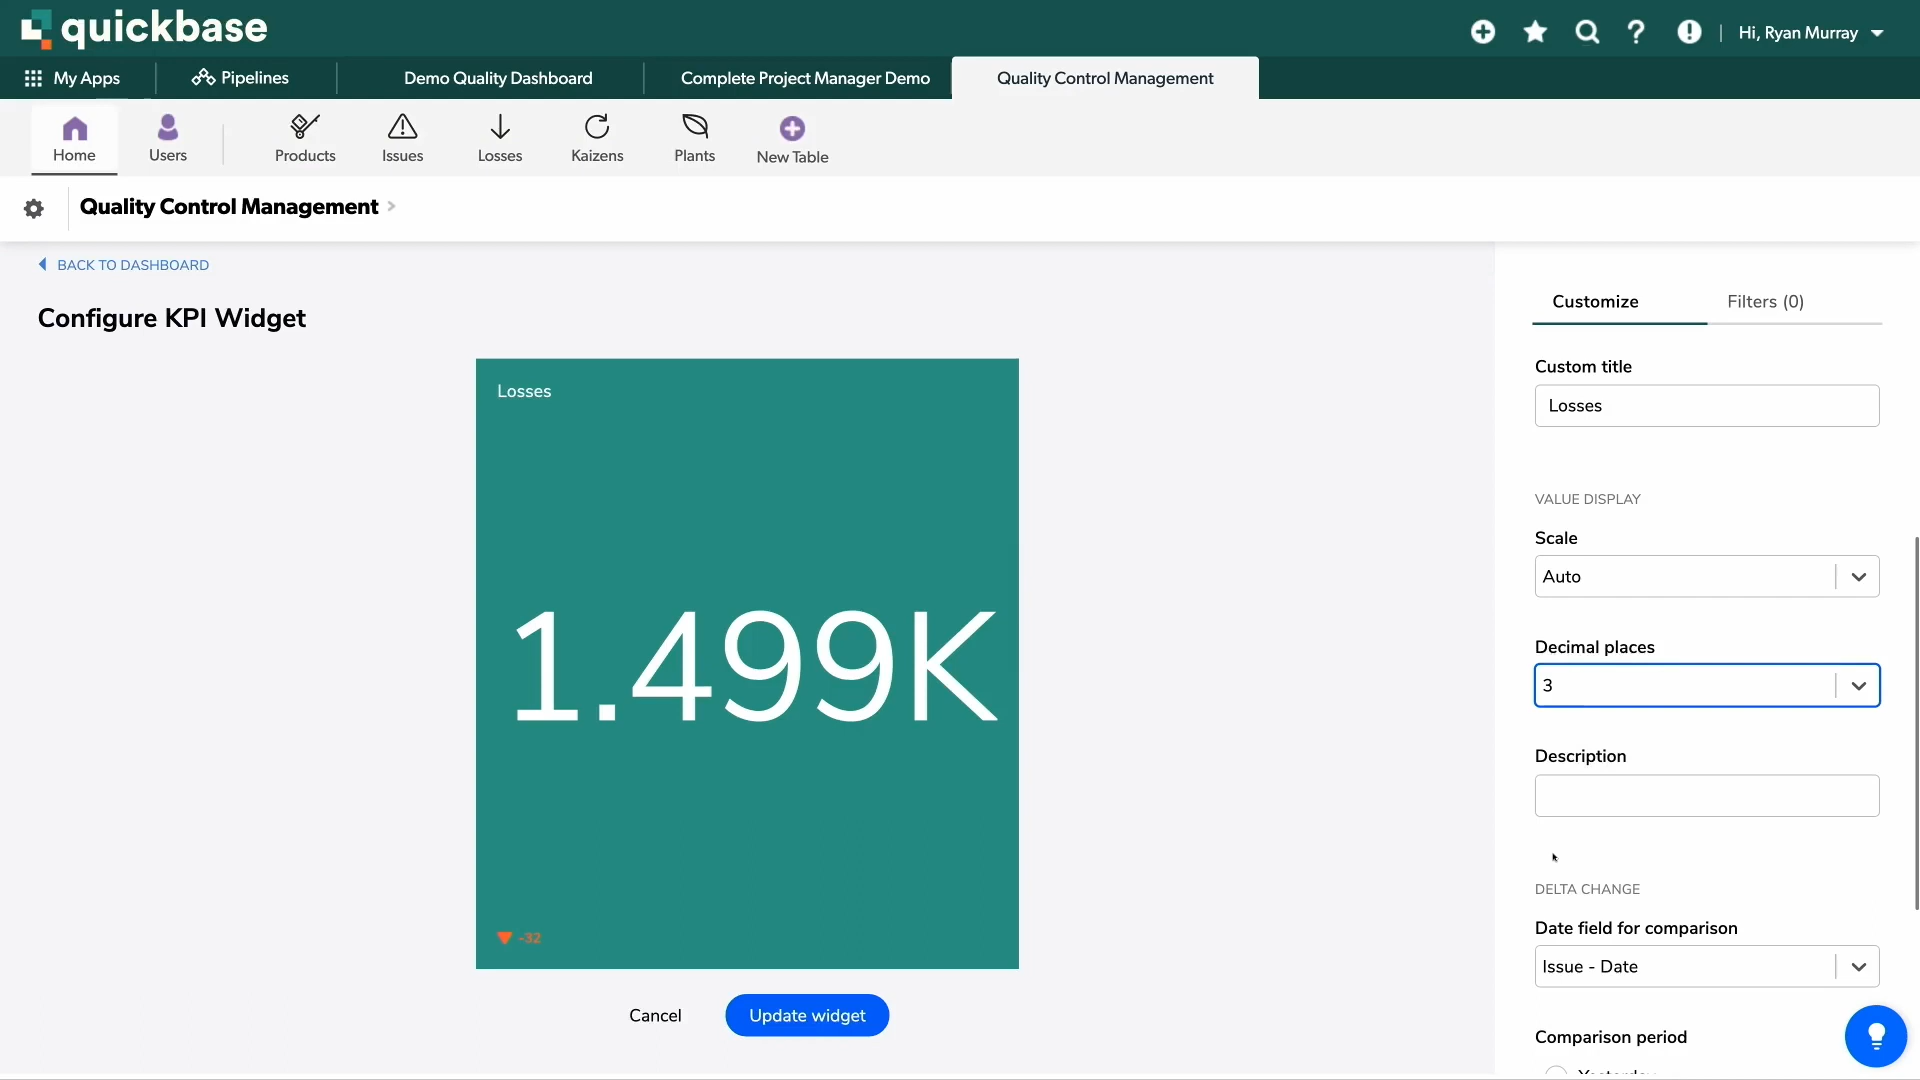 quickbase
Hi, Ryan Murray
My Apps
Pipelines
Demo Quality Dashboard
Complete Project Manager Demo
Quality Control Management
Home
Users
Products
Issues
Losses
Kaizens
Plants
New Table
Quality Control Management
BACK TO DASHBOARD
Configure KPI Widget
Losses
1.499K
-32
Cancel
Update widget
Customize
Filters (0)
Custom title
Losses
VALUE DISPLAY
Scale
Auto
Decimal places
3
Description
DELTA CHANGE
Date field for comparison
Issue - Date
Comparison period